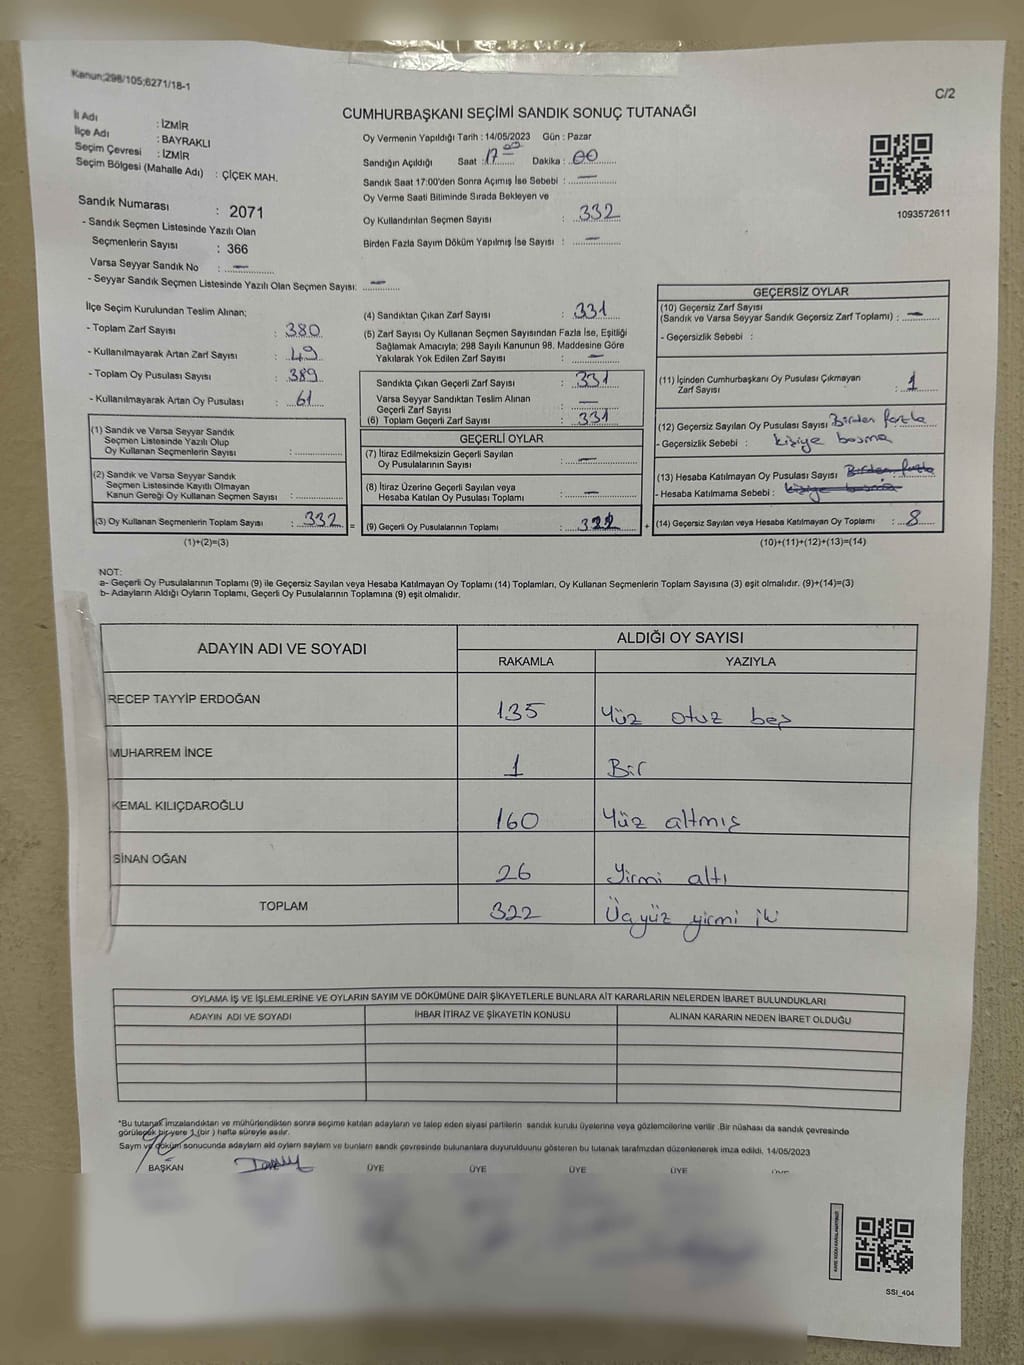 Kanun;298/105;6271/18-1
C/2
CUMHURBAŞKANI SEÇİMİ SANDIK SONUÇ TUTANAĞI
İl Adı : İZMİR
İlçe Adı : BAYRAKLI
Seçim Çevresi : İZMİR
Seçim Bölgesi (Mahalle Adı) : ÇİÇEK MAH.
Oy Vermenin Yapıldığı Tarih : 14/05/2023 Gün : Pazar
Sandığın Açıldığı Saat : 17 00 Dakika : 00
Sandık Saat 17:00'den Sonra Açımış İse Sebebi : —
Oy Verme Saati Bitiminde Sırada Bekleyen ve
Oy Kullandırılan Seçmen Sayısı : 332
Birden Fazla Sayım Döküm Yapılmış İse Sayısı : —
1093572611
Sandık Numarası : 2071
- Sandık Seçmen Listesinde Yazılı Olan
Seçmenlerin Sayısı : 366
Varsa Seyyar Sandık No : —
- Seyyar Sandık Seçmen Listesinde Yazılı Olan Seçmen Sayısı: —
İlçe Seçim Kurulundan Teslim Alınan;
- Toplam Zarf Sayısı : 380
- Kullanılmayarak Artan Zarf Sayısı : 49
- Toplam Oy Pusulası Sayısı : 389
- Kullanılmayarak Artan Oy Pusulası : 61
(1) Sandık ve Varsa Seyyar Sandık
Seçmen Listesinde Yazılı Olup
Oy Kullanan Seçmenlerin Sayısı :
(2) Sandık ve Varsa Seyyar Sandık
Seçmen Listesinde Kayıtlı Olmayan
Kanun Gereği Oy Kullanan Seçmen Sayısı :
(3) Oy Kullanan Seçmenlerin Toplam Sayısı : 332 =
(1)+(2)=(3)
(4) Sandıktan Çıkan Zarf Sayısı : 331
(5) Zarf Sayısı Oy Kullanan Seçmen Sayısından Fazla İse, Eşitliği
Sağlamak Amacıyla; 298 Sayılı Kanunun 98, Maddesine Göre
Yakılarak Yok Edilen Zarf Sayısı : —
Sandıkta Çıkan Geçerli Zarf Sayısı : 331
Varsa Seyyar Sandıktan Teslim Alınan
Geçerli Zarf Sayısı : —
(6) Toplam Geçerli Zarf Sayısı : 331
GEÇERLİ OYLAR
(7) İtiraz Edilmeksizin Geçerli Sayılan
Oy Pusulalarının Sayısı : —
(8) İtiraz Üzerine Geçerli Sayılan veya
Hesaba Katılan Oy Pusulaları Toplamı : —
(9) Geçerli Oy Pusulalarının Toplamı : 322 +
GEÇERSİZ OYLAR
(10) Geçersiz Zarf Sayısı
(Sandık ve Varsa Seyyar Sandık Geçersiz Zarf Toplamı) : —
- Geçersizlik Sebebi :
(11) İçinden Cumhurbaşkanı Oy Pusulası Çıkmayan
Zarf Sayısı : 1
(12) Geçersiz Sayılan Oy Pusulası Sayısı Birden fazla
- Geçersizlik Sebebi : kişiye basma
(13) Hesaba Katılmayan Oy Pusulası Sayısı : Birden fazla
- Hesaba Katılmama Sebebi : kişiye basma
(14) Geçersiz Sayılan veya Hesaba Katılmayan Oy Toplamı : 8
(10)+(11)+(12)+(13)=(14)
NOT:
a- Geçerli Oy Pusulalarının Toplamı (9) ile Geçersiz Sayılan veya Hesaba Katılmayan Oy Toplamı (14) Toplamları, Oy Kullanan Seçmenlerin Toplam Sayısına (3) eşit olmalıdır. (9)+(14)=(3)
b- Adayların Aldığı Oyların Toplamı, Geçerli Oy Pusulalarının Toplamına (9) eşit olmalıdır.
ADAYIN ADI VE SOYADI
ALDIĞI OY SAYISI
RAKAMLA YAZIYLA
RECEP TAYYİP ERDOĞAN 135 Yüz otuz beş
MUHARREM İNCE 1 Bir
KEMAL KILIÇDAROĞLU 160 Yüz altmış
SİNAN OĞAN 26 Yirmi altı
TOPLAM 322 Üçyüz yirmi iki
OYLAMA İŞ VE İŞLEMLERİNE VE OYLARIN SAYIM VE DÖKÜMÜNE DAİR ŞİKAYETLERLE BUNLARA AİT KARARLARIN NELERDEN İBARET BULUNDUKLARI
ADAYIN ADI VE SOYADI İHBAR İTİRAZ VE ŞİKAYETİN KONUSU ALINAN KARARIN NEDEN İBARET OLDUĞU
*Bu tutanak imzalandıktan ve mühürlendikten sonra seçime katılan adayların ve talep eden siyasi partilerin sandık kurulu üyelerine veya gözlemcilerine verilir .Bir nüshası da sandık çevresinde
görülecek bir yere 1 (bir) hafta süreyle asılır.
Sayım ve döküm sonucunda adayların ald oyların sayların ve bunların sandk çevresinde bulunanlara duyurulduunu gösteren bu tutanak tarafmzdan düzenlenerek imza edildi. 14/05/2023
BAŞKAN ÜYE ÜYE ÜYE ÜYE
SSI_404